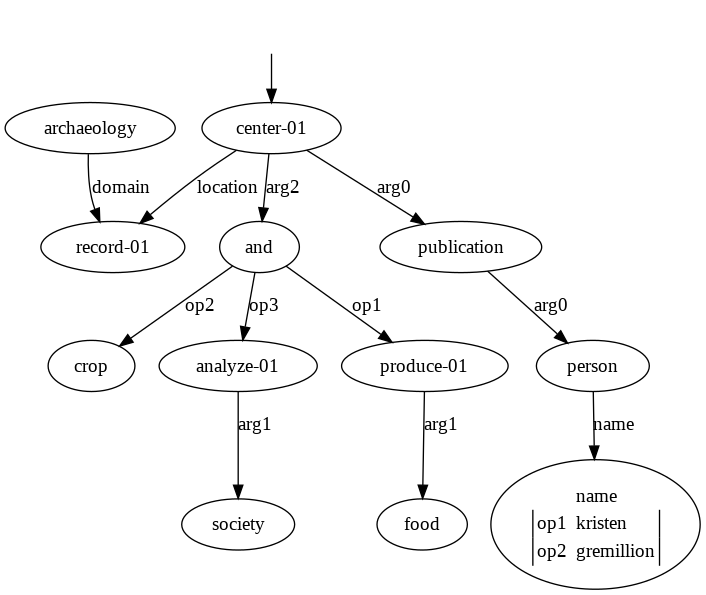 archaeology
center-01
domain
location
arg2
arg0
record-01
and
publication
op2
op3
op1
arg0
crop
analyze-01
produce-01
person
arg1
arg1
name
society
food
name
op1 kristen
op2 gremillion